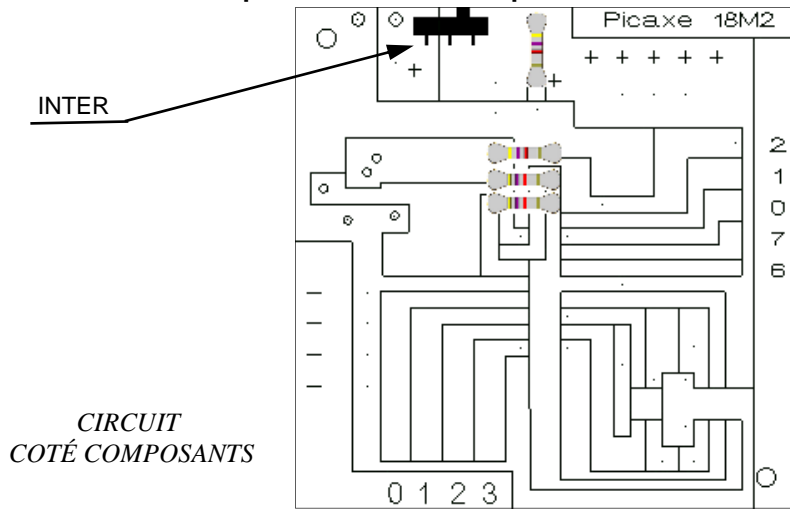 Picaxe 18M2
+ + + + +
+
+
INTER
2
1
0
7
6
–
–
–
–
CIRCUIT
COTÉ COMPOSANTS
0 1 2 3